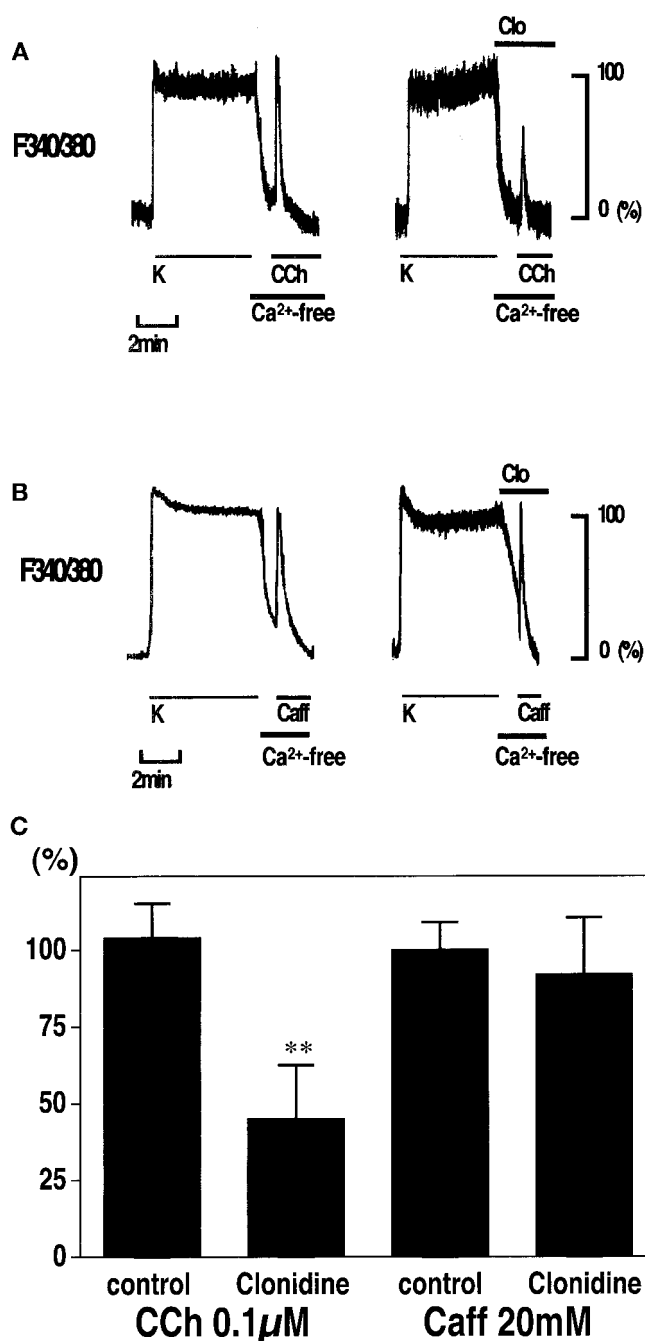 A
Clo
F340/380
100
0 (%)
K
CCh
K
CCh
Ca²⁺-free
Ca²⁺-free
2min
B
Clo
F340/380
100
0 (%)
K
Caff
K
Caff
Ca²⁺-free
Ca²⁺-free
2min
C
(%)
100
75
50
25
0
**
control
Clonidine
control
Clonidine
CCh 0.1µM
Caff 20mM